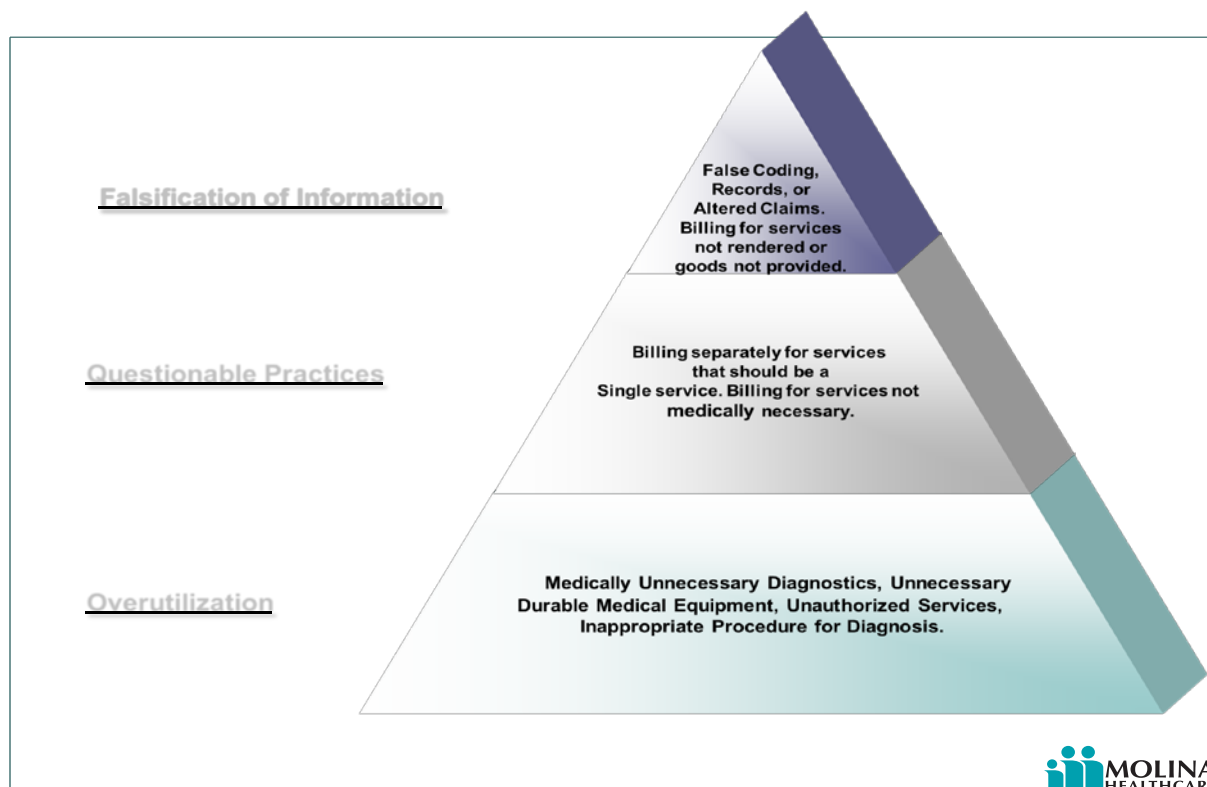 Falsification of Information
False Coding,
Records, or
Altered Claims.
Billing for services
not rendered or
goods not provided.
Questionable Practices
Billing separately for services
that should be a
Single service. Billing for services not
medically necessary.
Overutilization
Medically Unnecessary Diagnostics, Unnecessary
Durable Medical Equipment, Unauthorized Services,
Inappropriate Procedure for Diagnosis.
MOLINA
HEALTHCARE